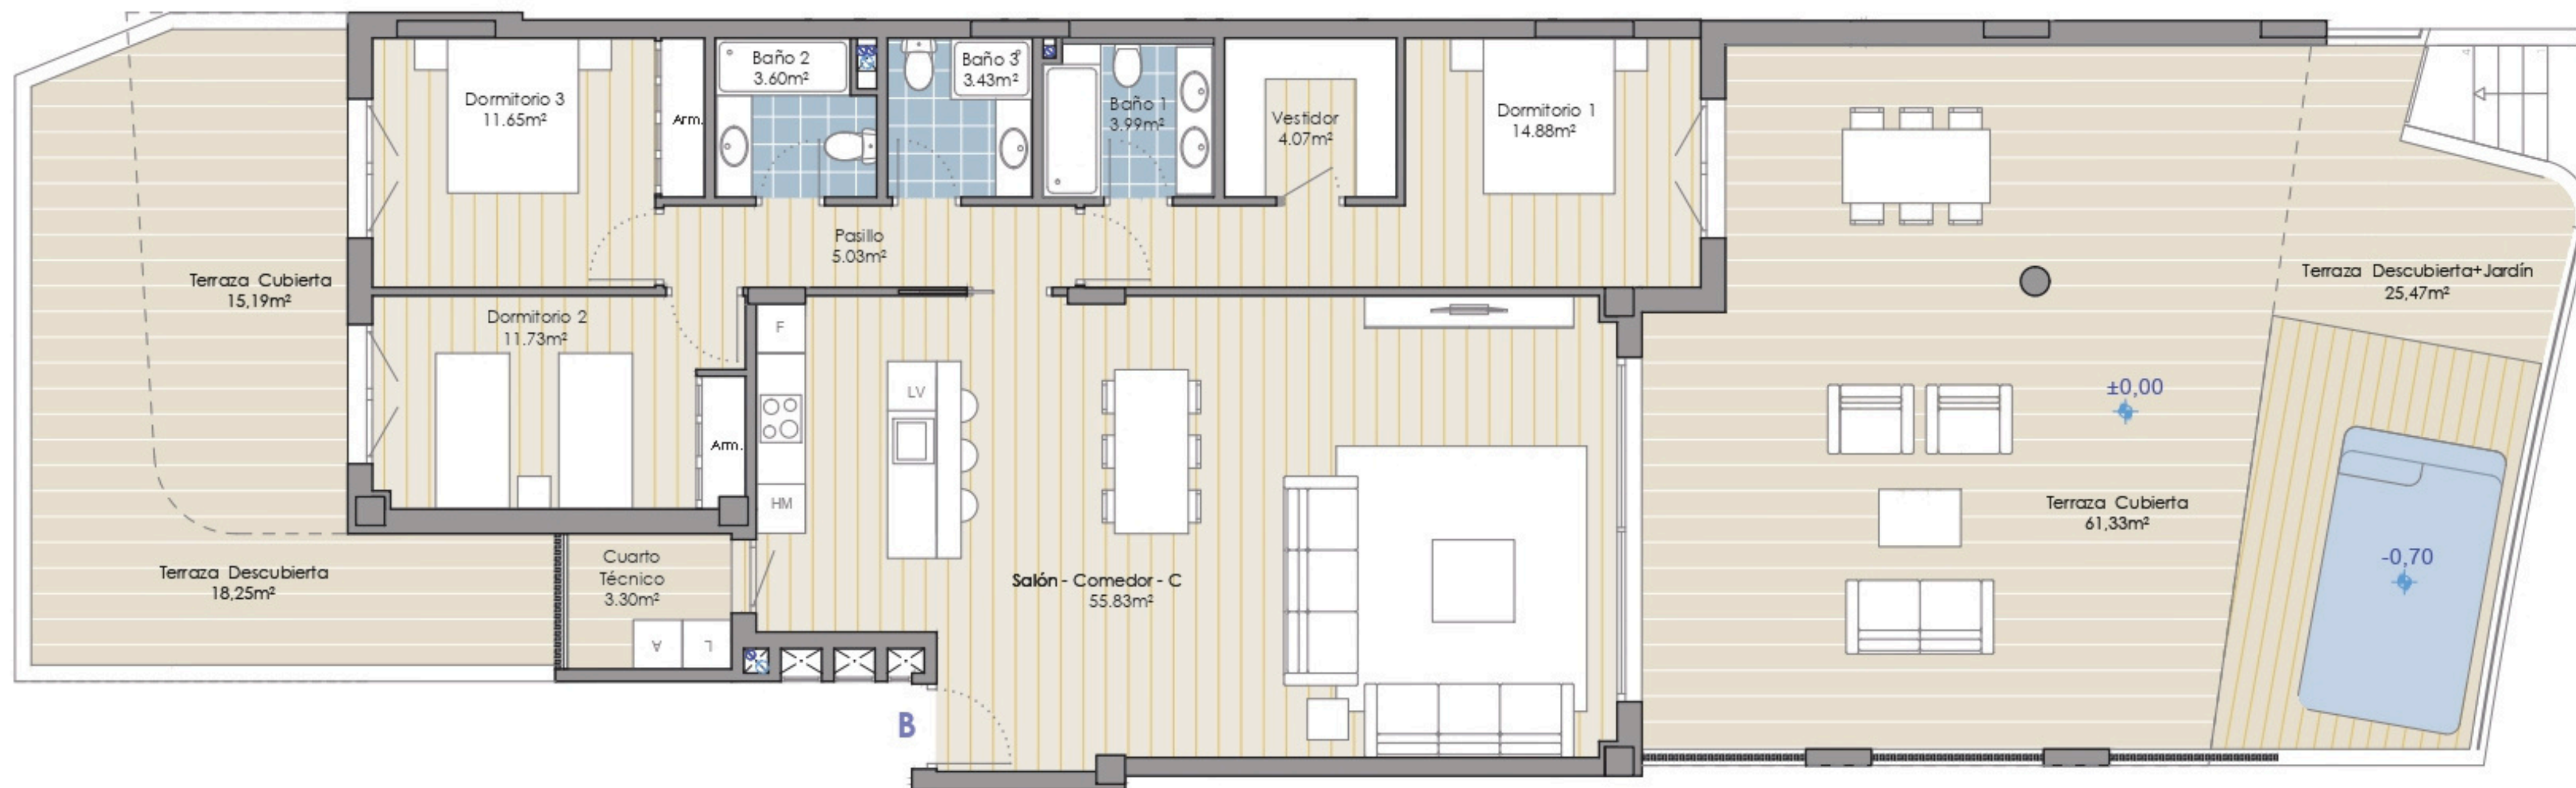 Dormitorio 3
11.65m²
Arm.
Baño 2
3.60m²
Baño 3
3.43m²
Baño 1
3.99m²
Vestidor
4.07m²
Dormitorio 1
14.88m²
Pasillo
5.03m²
Terraza Cubierta
15,19m²
Dormitorio 2
11.73m²
Arm.
F
LV
HM
Terraza Descubierta+Jardín
25,47m²
±0,00
Terraza Cubierta
61,33m²
-0,70
Terraza Descubierta
18,25m²
Cuarto
Técnico
3.30m²
A
L
Salón - Comedor - C
55.83m²
B